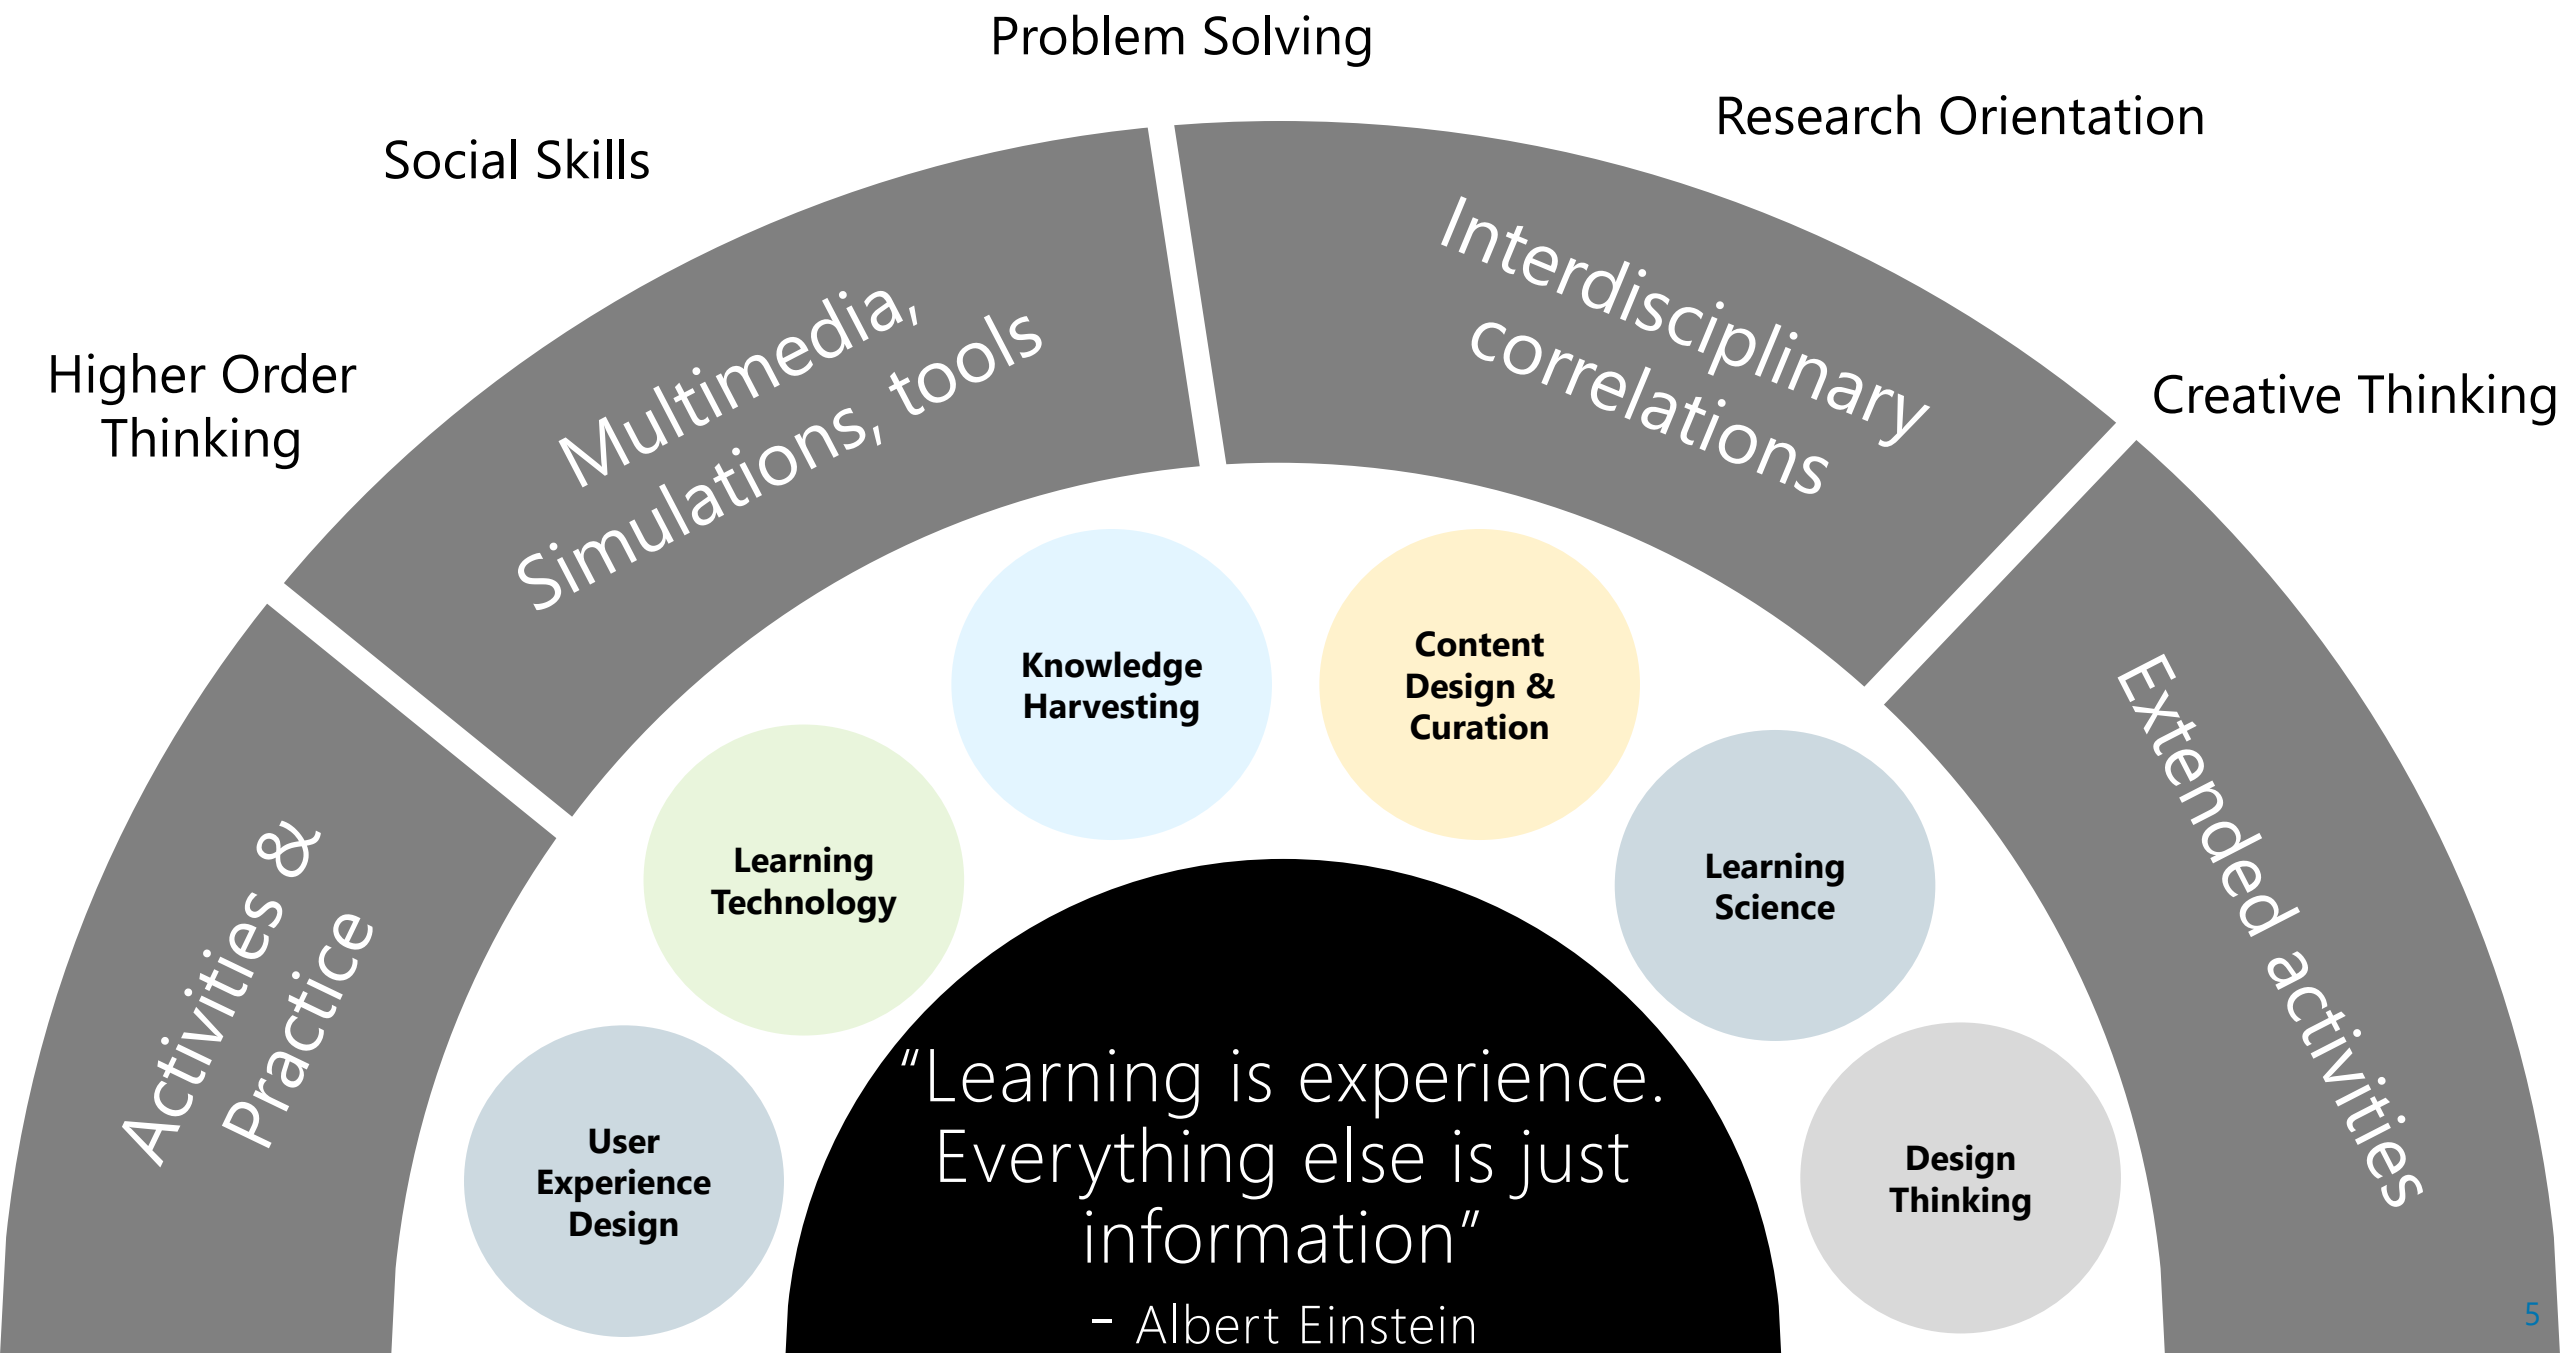 Problem Solving
Research Orientation
Social Skills
Higher Order
Thinking
Creative Thinking
Multimedia,
Simulations, tools
Interdisciplinary
correlations
Activities &
Practice
Extended activities
Knowledge
Harvesting
Content
Design &
Curation
Learning
Technology
Learning
Science
User
Experience
Design
Design
Thinking
“Learning is experience.
Everything else is just
information”
- Albert Einstein
5